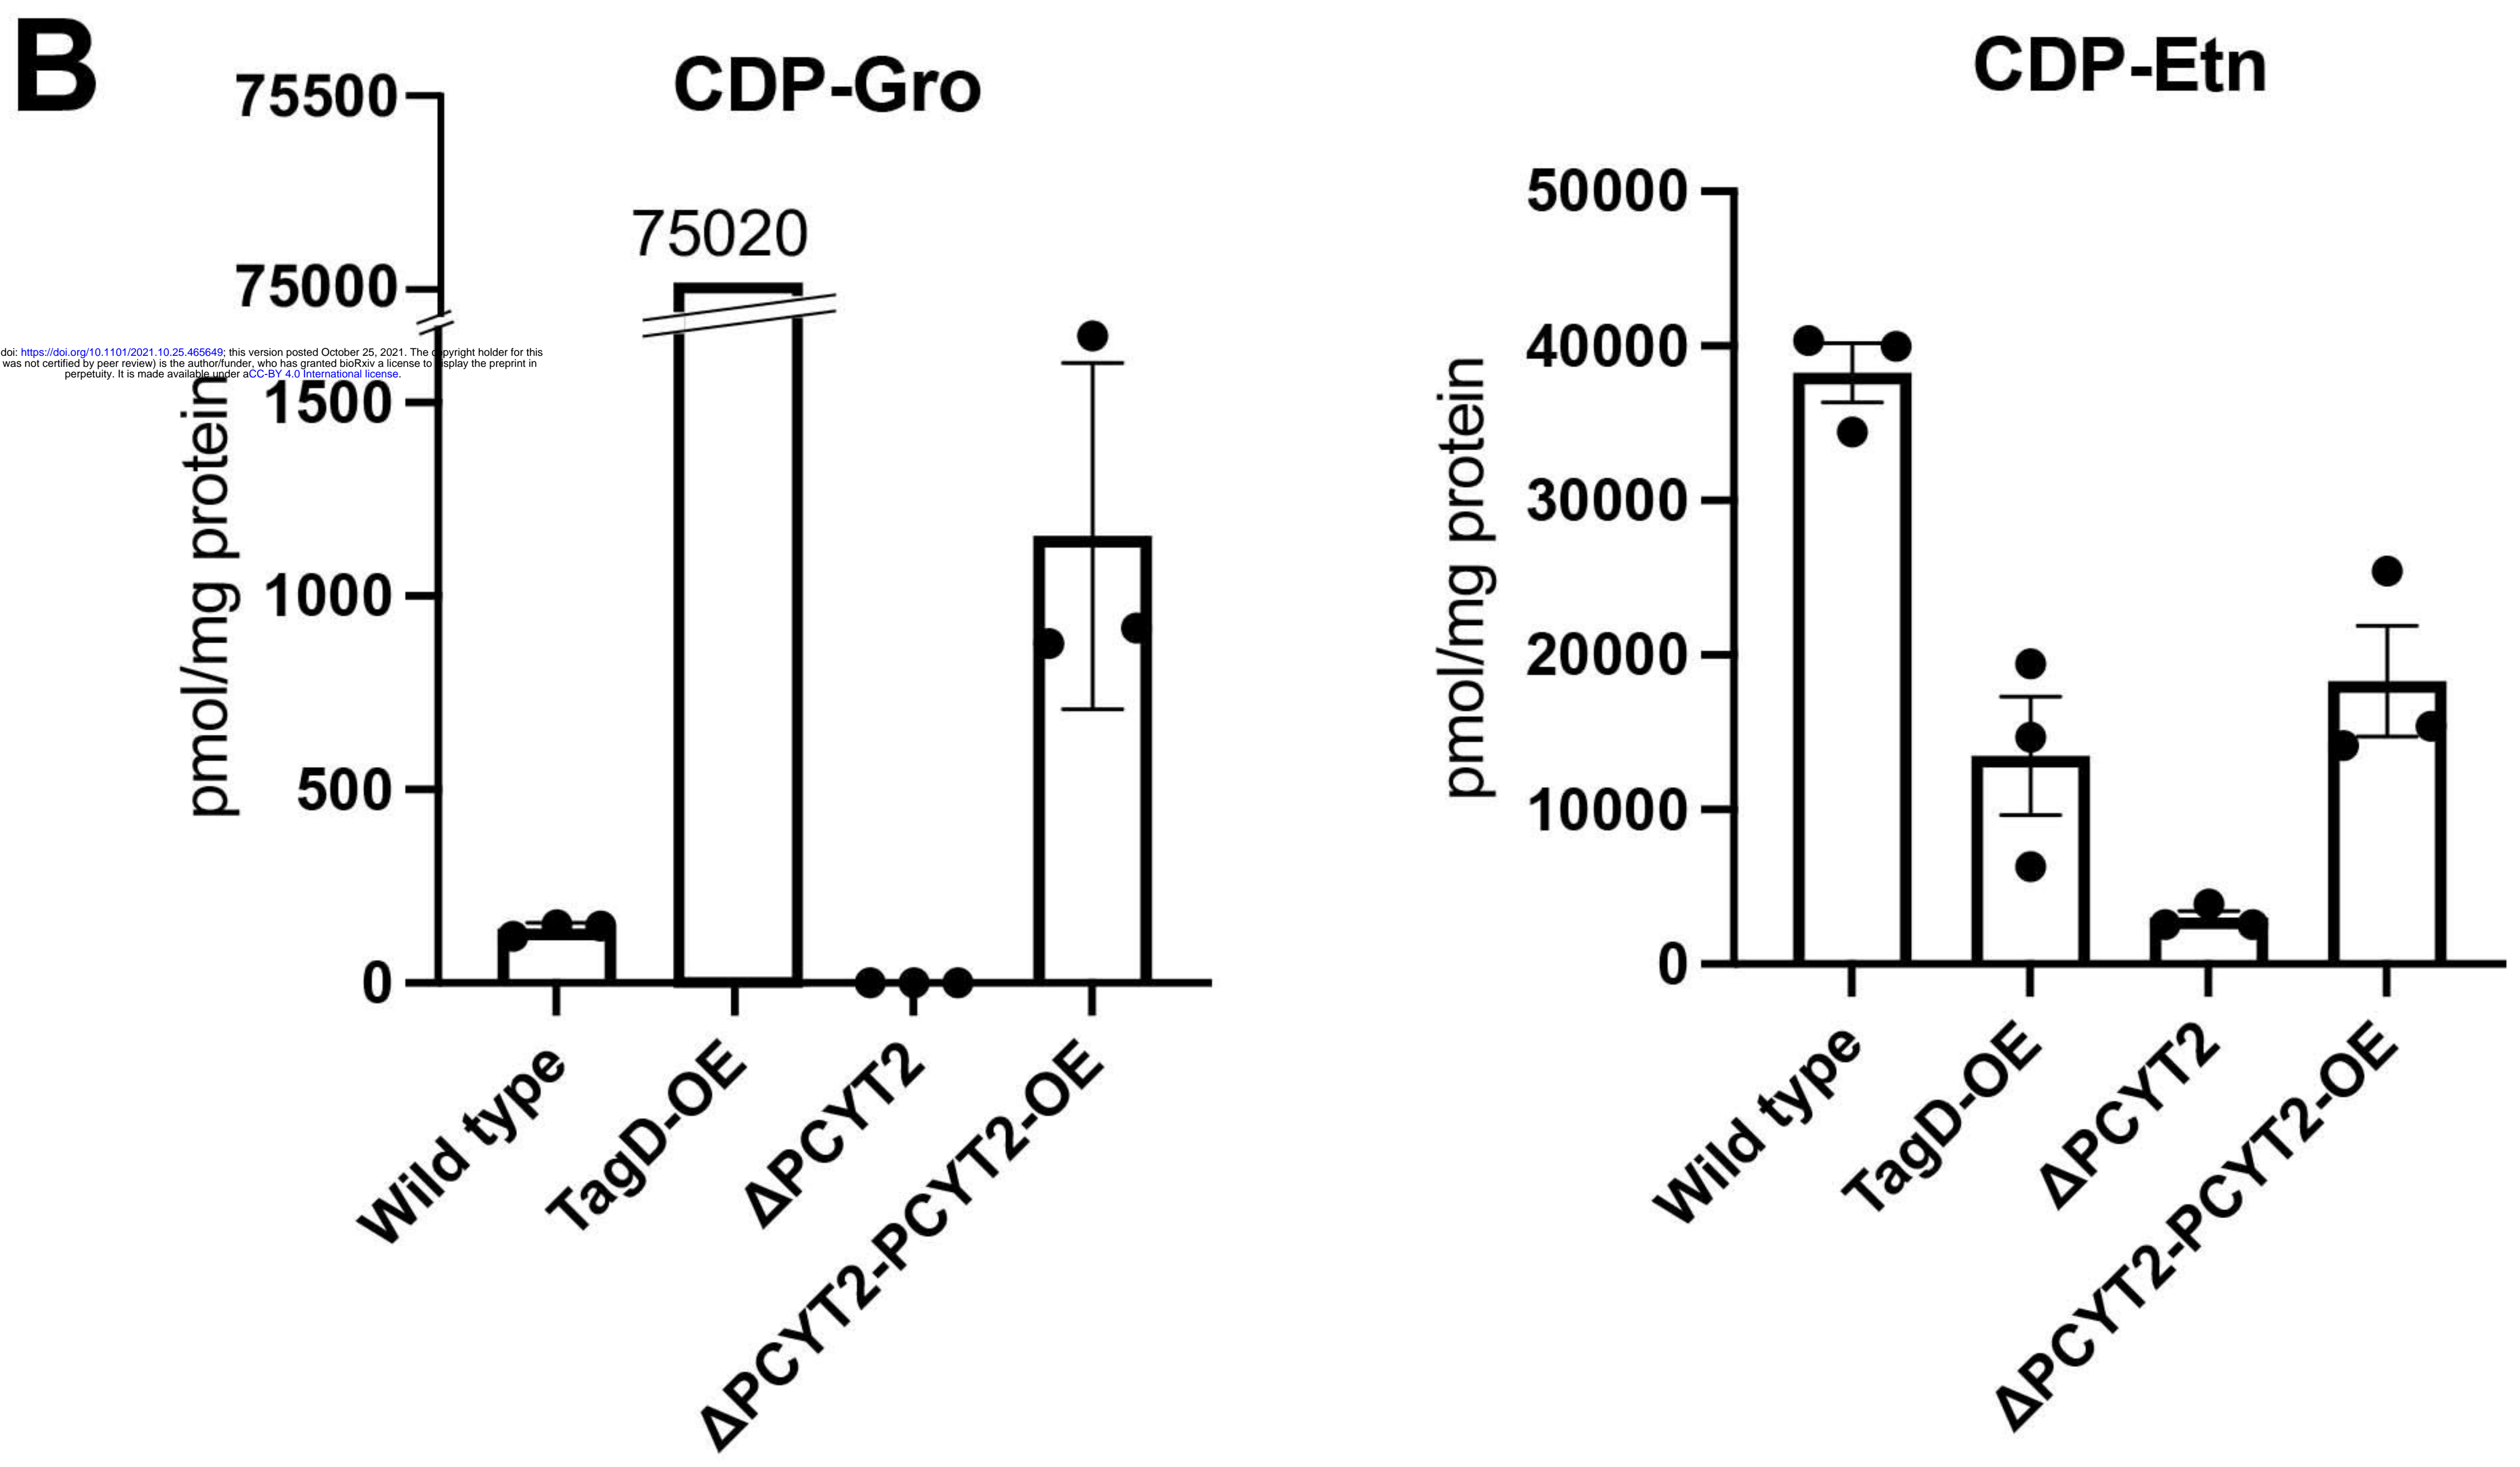 B
CDP-Gro
75500
75020
75000
doi: https://doi.org/10.1101/2021.10.25.465649; this version posted October 25, 2021. The copyright holder for this
was not certified by peer review) is the author/funder, who has granted bioRxiv a license to display the preprint in
perpetuity. It is made available under aCC-BY 4.0 International license.
1500
1000
500
0
pmol/mg protein
Wild type
TagD-OE
ΔPCYT2
ΔPCYT2-PCYT2-OE
CDP-Etn
50000
40000
30000
20000
10000
0
pmol/mg protein
Wild type
TagD-OE
ΔPCYT2
ΔPCYT2-PCYT2-OE